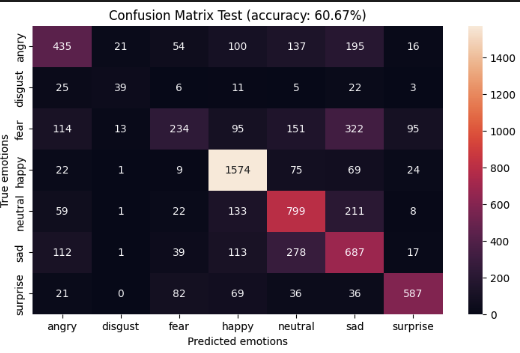 Confusion Matrix Test (accuracy: 60.67%)
True emotions
angry 435 21 54 100 137 195 16
disgust 25 39 6 11 5 22 3
fear 114 13 234 95 151 322 95
happy 22 1 9 1574 75 69 24
neutral 59 1 22 133 799 211 8
sad 112 1 39 113 278 687 17
surprise 21 0 82 69 36 36 587
angry disgust fear happy neutral sad surprise
Predicted emotions
1400
1200
1000
800
600
400
200
0